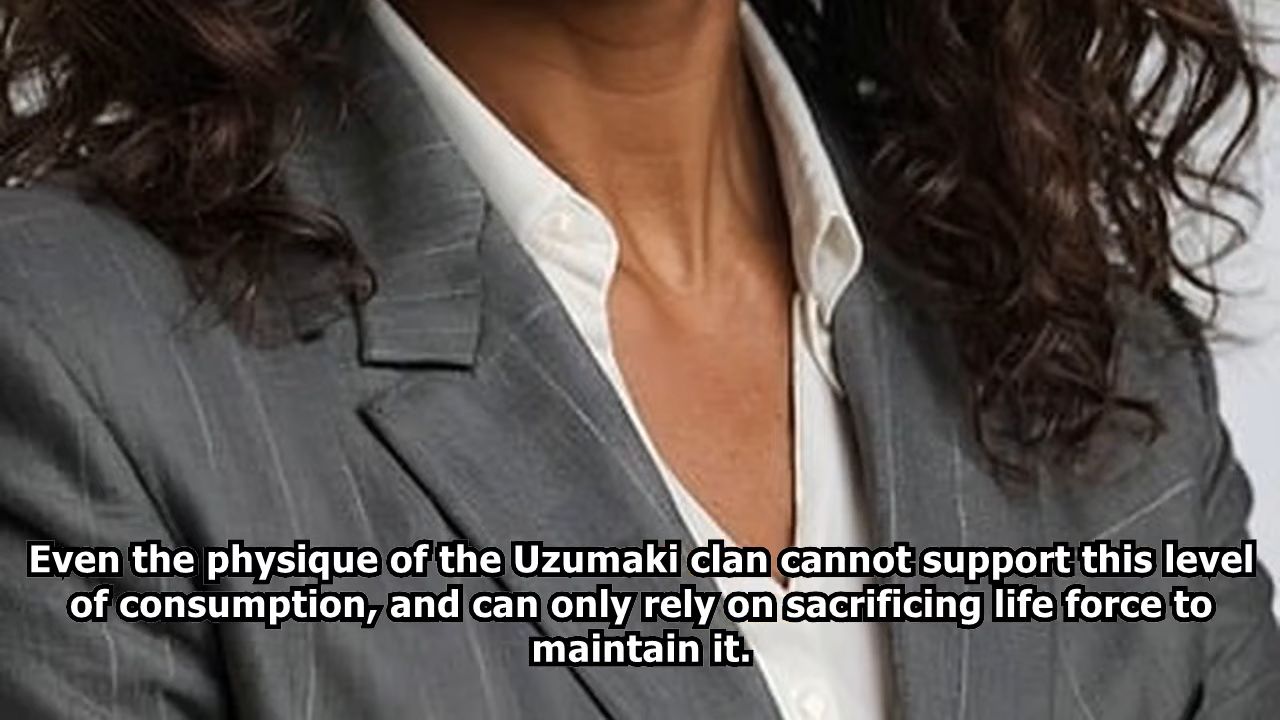 Even the physique of the Uzumaki clan cannot support this level
of consumption, and can only rely on sacrificing life force to
maintain it.